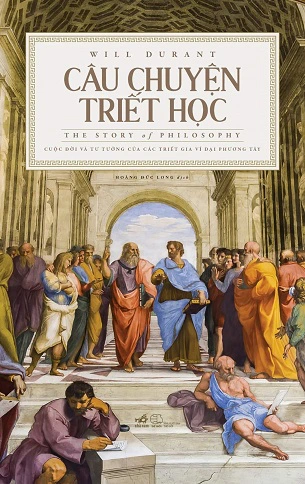 WILL DURANT
CÂU CHUYỆN
TRIẾT HỌC
THE STORY of PHILOSOPHY
CUỘC ĐỜI VÀ TƯ TƯỞNG CỦA CÁC TRIẾT GIA VĨ ĐẠI PHƯƠNG TÂY
HOÀNG ĐỨC LONG dịch